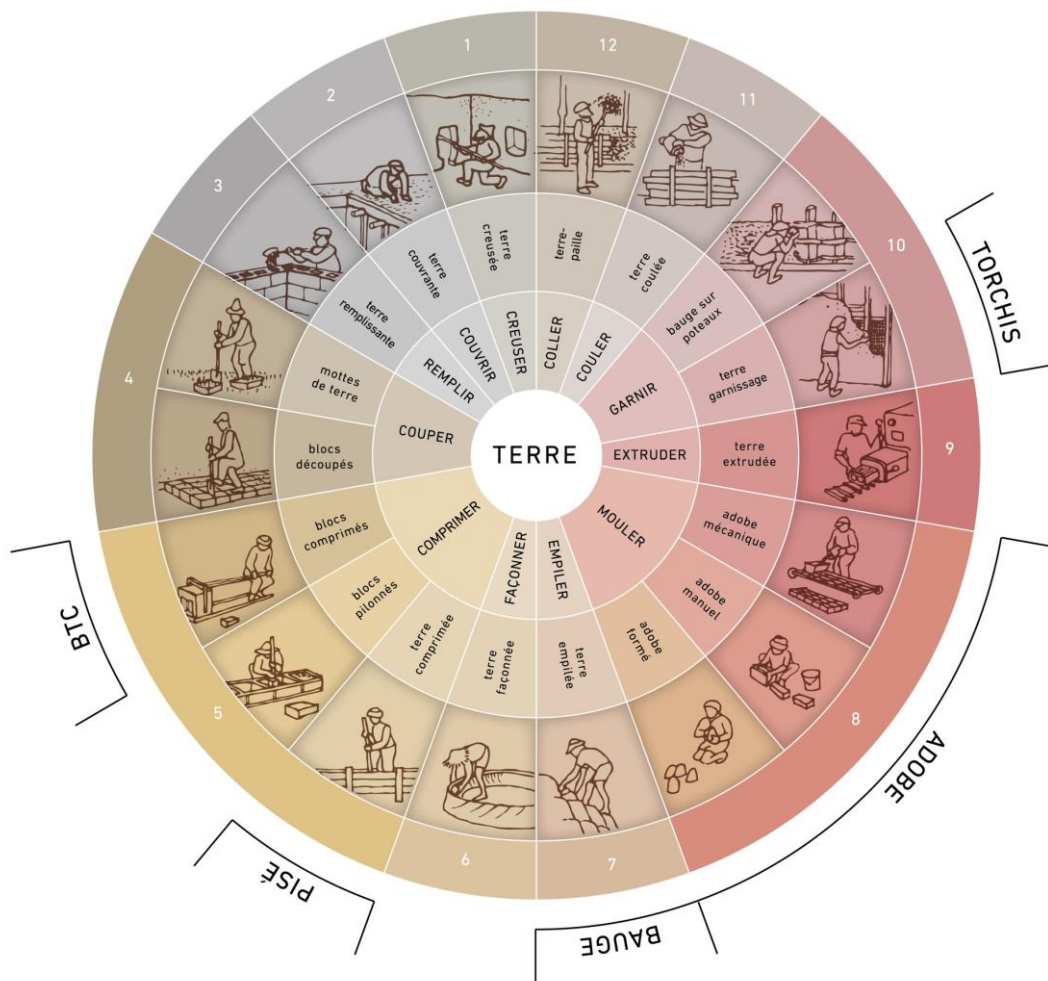 TERRE
1
2
3
4
5
6
7
8
9
10
11
12
CREUSER
COUVRIR
REMPLIR
COUPER
COMPRIMER
FAÇONNER
EMPILER
MOULER
EXTRUDER
GARNIR
COULER
COLLER
terre
creusée
terre
couvrante
terre
remplissante
mottes
de terre
blocs
découpés
blocs
comprimés
blocs
pilonnés
terre
comprimée
terre
façonnée
terre
empilée
adobe
formé
adobe
manuel
adobe
mécanique
terre
extrudée
terre
garnissage
bauge sur
poteaux
terre
coulée
terre-
paille
BTC
PISÉ
BAUGE
ADOBE
TORCHIS